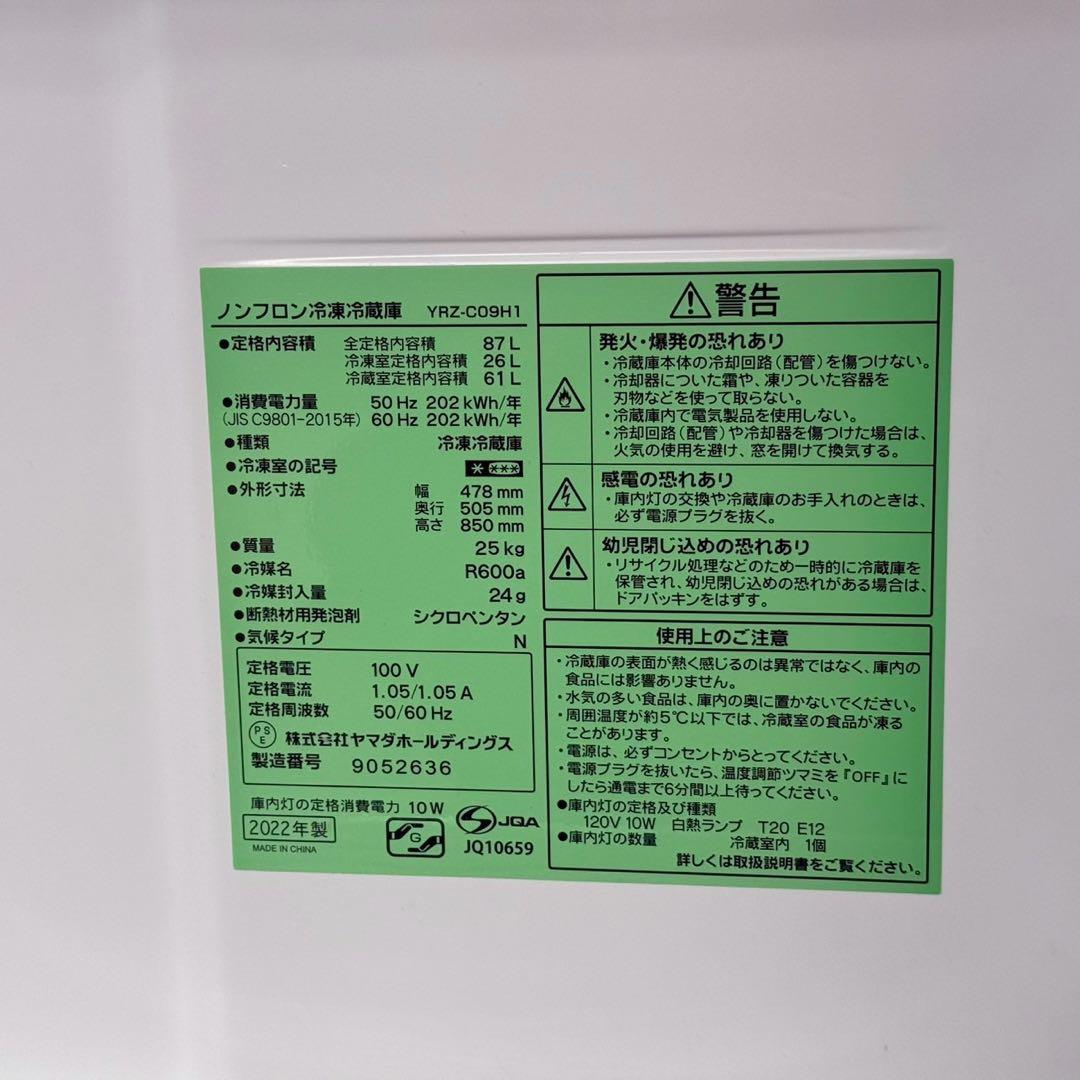 ノンフロン冷凍冷蔵庫 YRZ-C09H1
●定格内容積 全定格内容積 87 L
冷凍室定格内容積 26 L
冷蔵室定格内容積 61 L
●消費電力量 50 Hz 202 kWh/年
(JIS C9801-2015年) 60 Hz 202 kWh/年
●種類 冷凍冷蔵庫
●冷凍室の記号 * ***
●外形寸法 幅 478 mm
奥行 505 mm
高さ 850 mm
●質量 25 kg
●冷媒名 R600a
●冷媒封入量 24 g
●断熱材用発泡剤 シクロペンタン
●気候タイプ N
定格電圧 100 V
定格電流 1.05/1.05 A
定格周波数 50/60 Hz
PSE 株式会社ヤマダホールディングス
製造番号 9052636
庫内灯の定格消費電力 10 W
2022年製
MADE IN CHINA
G
JQA
JQ10659
⚠警告
発火・爆発の恐れあり
・冷蔵庫本体の冷却回路(配管)を傷つけない。
・冷却器についた霜や、凍りついた容器を
刃物などを使って取らない。
・冷蔵庫内で電気製品を使用しない。
・冷却回路(配管)や冷却器を傷つけた場合は、
火気の使用を避け、窓を開けて換気する。
感電の恐れあり
・庫内灯の交換や冷蔵庫のお手入れのときは、
必ず電源プラグを抜く。
幼児閉じ込めの恐れあり
・リサイクル処理などのため一時的に冷蔵庫を
保管され、幼児閉じ込めの恐れがある場合は、
ドアパッキンをはずす。
使用上のご注意
・冷蔵庫の表面が熱く感じるのは異常ではなく、庫内の
食品には影響ありません。
・水気の多い食品は、庫内の奥に置かないでください。
・周囲温度が約5℃以下では、冷蔵室の食品が凍る
ことがあります。
・電源は、必ずコンセントからとってください。
・電源プラグを抜いたら、温度調節ツマミを『OFF』に
したら通電まで6分間以上待ってください。
●庫内灯の定格及び種類
120V 10W 白熱ランプ T20 E12
●庫内灯の数量 冷蔵室内 1個
詳しくは取扱説明書をご覧ください。